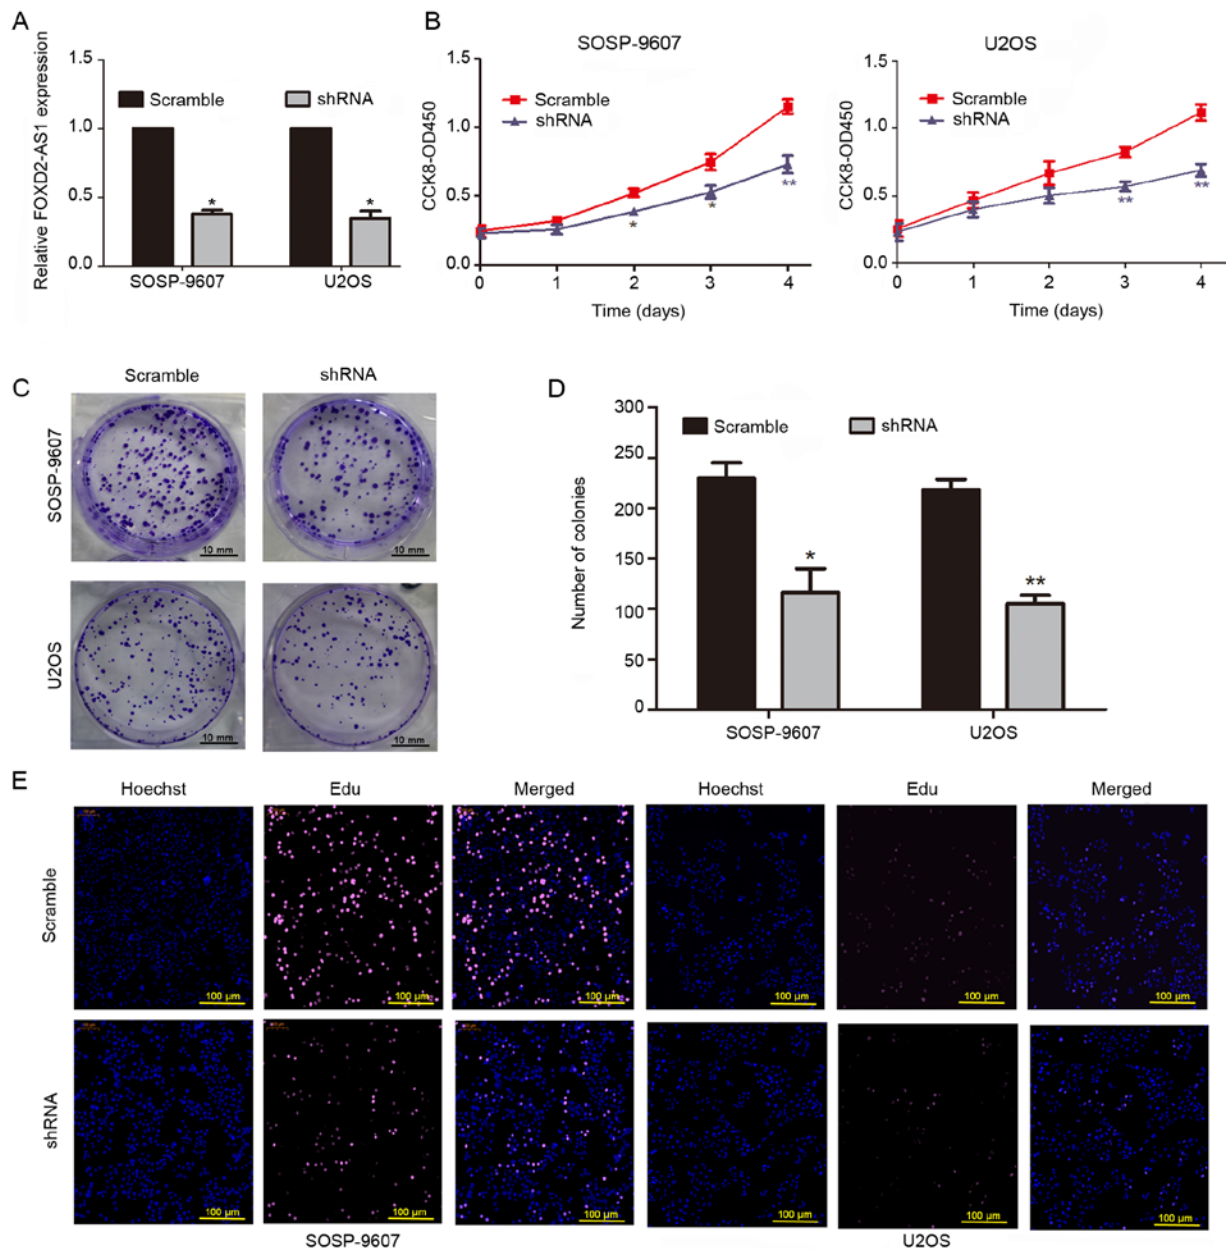 A
Relative FOXD2-AS1 expression
1.5
1.0
0.5
0.0
Scramble
shRNA
*
*
SOSP-9607
U2OS
B
SOSP-9607
CCK8-OD450
1.5
1.0
0.5
0.0
Scramble
shRNA
*
*
**
0 1 2 3 4
Time (days)
U2OS
CCK8-OD450
1.5
1.0
0.5
0.0
Scramble
shRNA
**
**
0 1 2 3 4
Time (days)
C
Scramble shRNA
SOSP-9607
10 mm 10 mm
U2OS
10 mm 10 mm
D
Number of colonies
300
250
200
150
100
50
0
Scramble
shRNA
*
**
SOSP-9607
U2OS
E
Hoechst Edu Merged Hoechst Edu Merged
Scramble
100 µm 100 µm 100 µm 100 µm 100 µm 100 µm
shRNA
100 µm 100 µm 100 µm 100 µm 100 µm 100 µm
SOSP-9607 U2OS